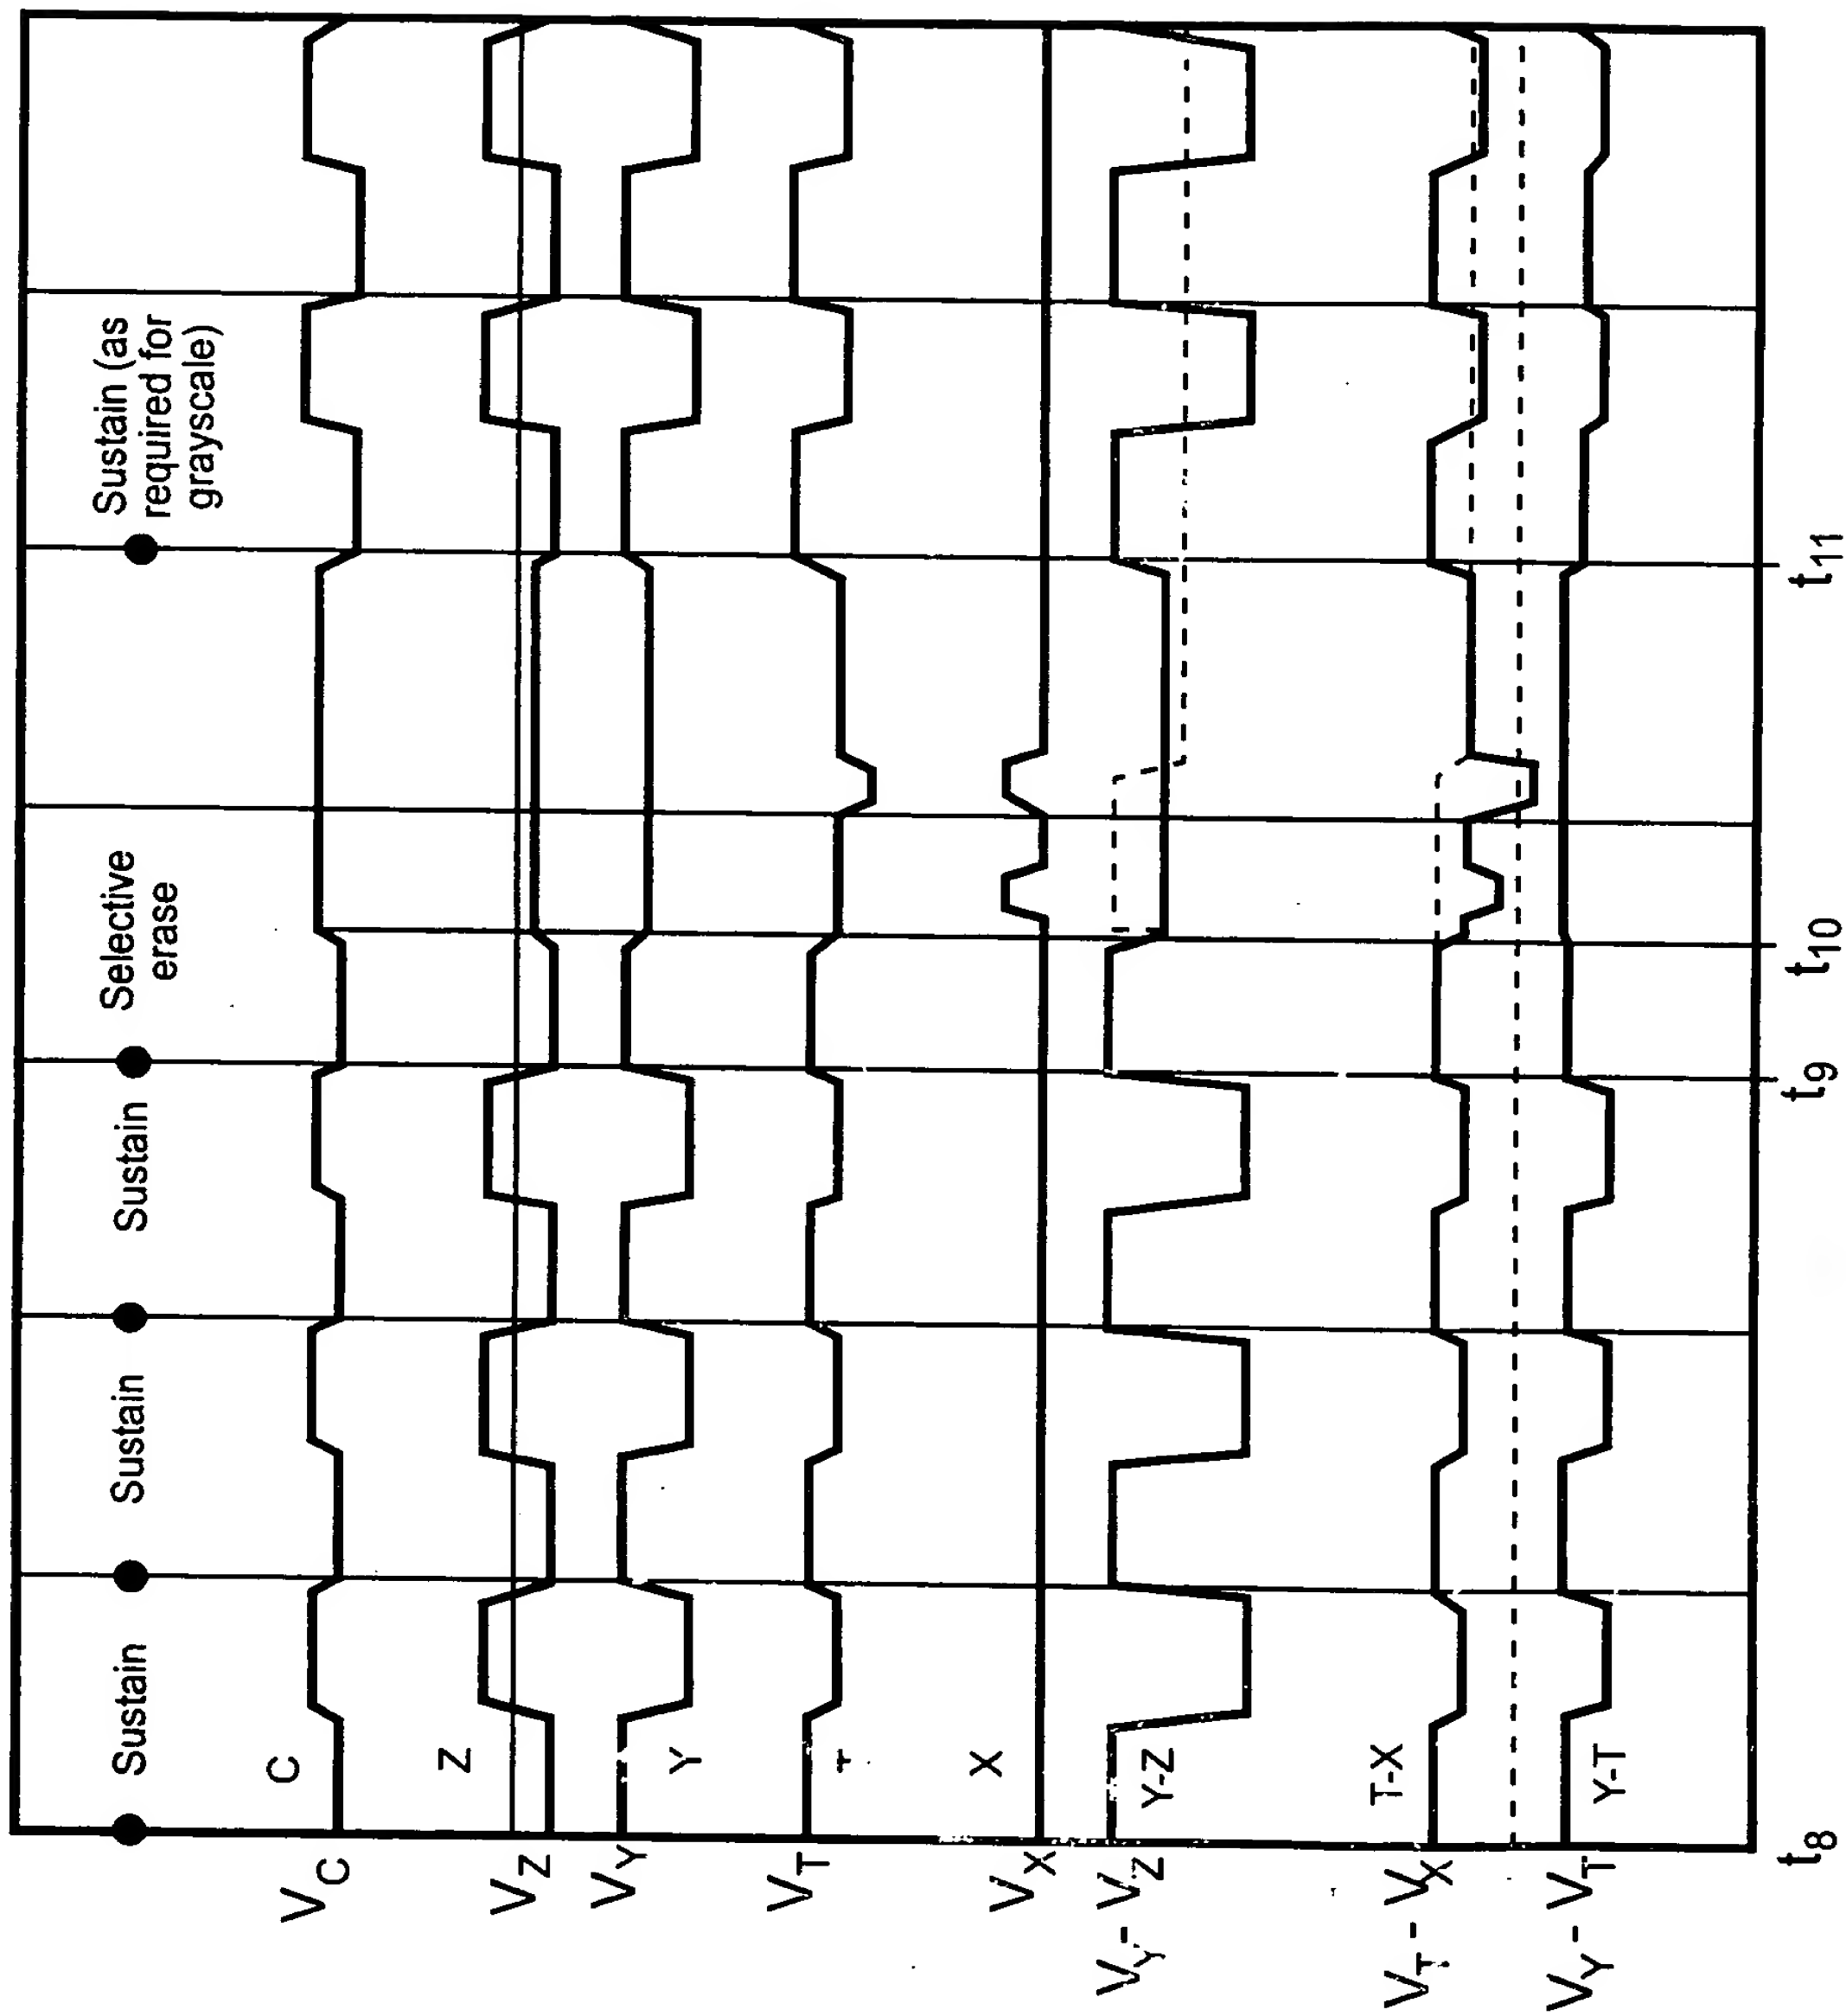 Sustain
Sustain
Sustain
Selective
erase
Sustain (as
required for
grayscale)
V_C
C
V_Z
Z
V_Y
Y
V_T
T
V_X
X
V_Y - V_Z
Y-Z
V_T - V_X
T-X
V_Y - V_T
Y-T
t_8
t_9
t_10
t_11